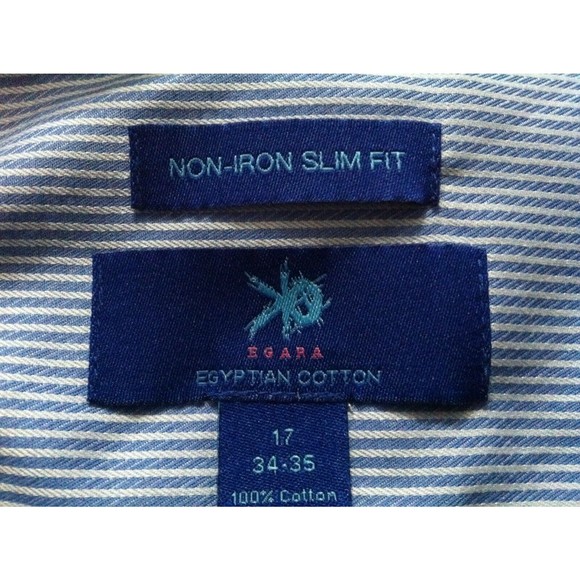 NON-IRON SLIM FIT
EGARA
EGYPTIAN COTTON
17
34-35
100% Cotton